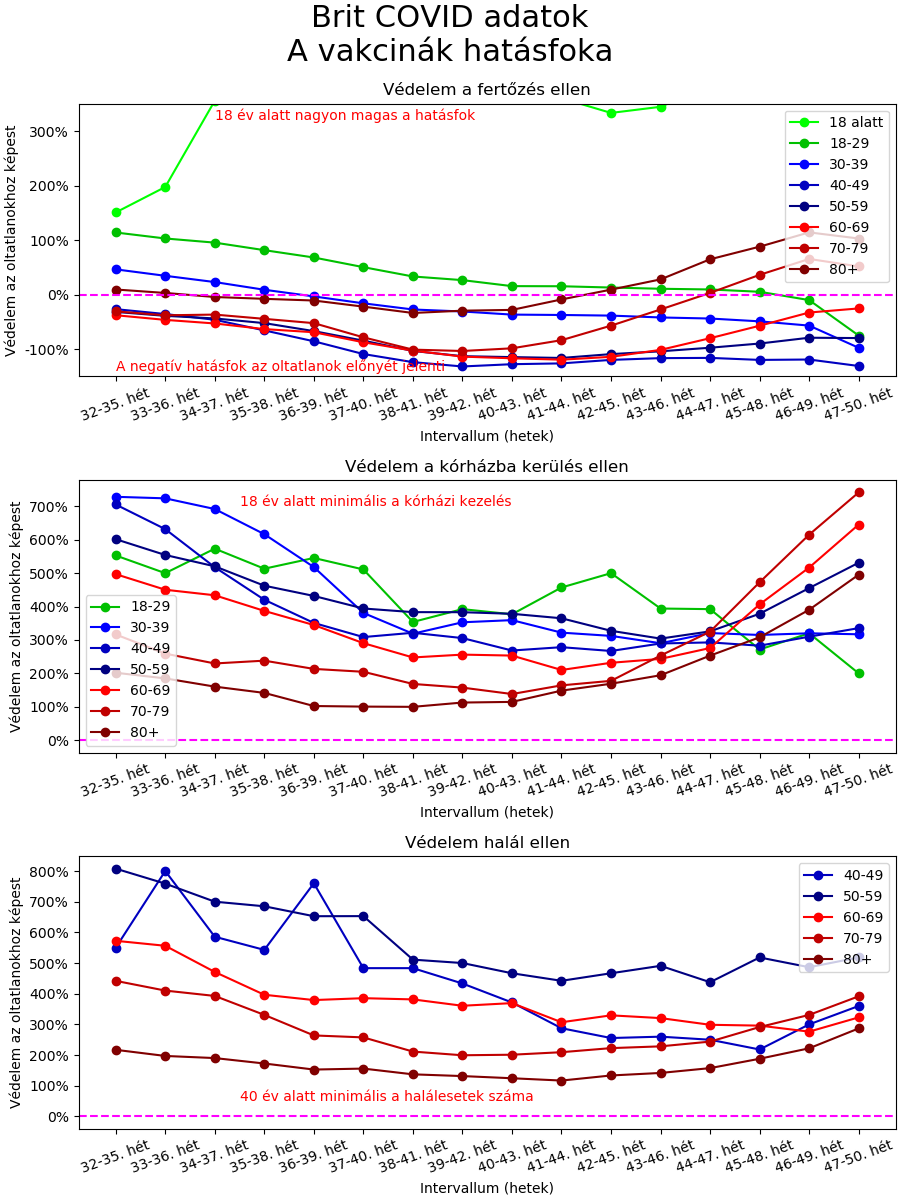 Brit COVID adatok
A vakcinák hatásfoka
Védelem a fertőzés ellen
Védelem az oltatlanokhoz képest
300%
200%
100%
0%
-100%
18 év alatt nagyon magas a hatásfok
A negatív hatásfok az oltatlanok előnyét jelenti
18 alatt
18-29
30-39
40-49
50-59
60-69
70-79
80+
32-35. hét
33-36. hét
34-37. hét
35-38. hét
36-39. hét
37-40. hét
38-41. hét
39-42. hét
40-43. hét
41-44. hét
42-45. hét
43-46. hét
44-47. hét
45-48. hét
46-49. hét
47-50. hét
Intervallum (hetek)
Védelem a kórházba kerülés ellen
Védelem az oltatlanokhoz képest
700%
600%
500%
400%
300%
200%
100%
0%
18 év alatt minimális a kórházi kezelés
18-29
30-39
40-49
50-59
60-69
70-79
80+
32-35. hét
33-36. hét
34-37. hét
35-38. hét
36-39. hét
37-40. hét
38-41. hét
39-42. hét
40-43. hét
41-44. hét
42-45. hét
43-46. hét
44-47. hét
45-48. hét
46-49. hét
47-50. hét
Intervallum (hetek)
Védelem halál ellen
Védelem az oltatlanokhoz képest
800%
700%
600%
500%
400%
300%
200%
100%
0%
40 év alatt minimális a halálesetek száma
40-49
50-59
60-69
70-79
80+
32-35. hét
33-36. hét
34-37. hét
35-38. hét
36-39. hét
37-40. hét
38-41. hét
39-42. hét
40-43. hét
41-44. hét
42-45. hét
43-46. hét
44-47. hét
45-48. hét
46-49. hét
47-50. hét
Intervallum (hetek)